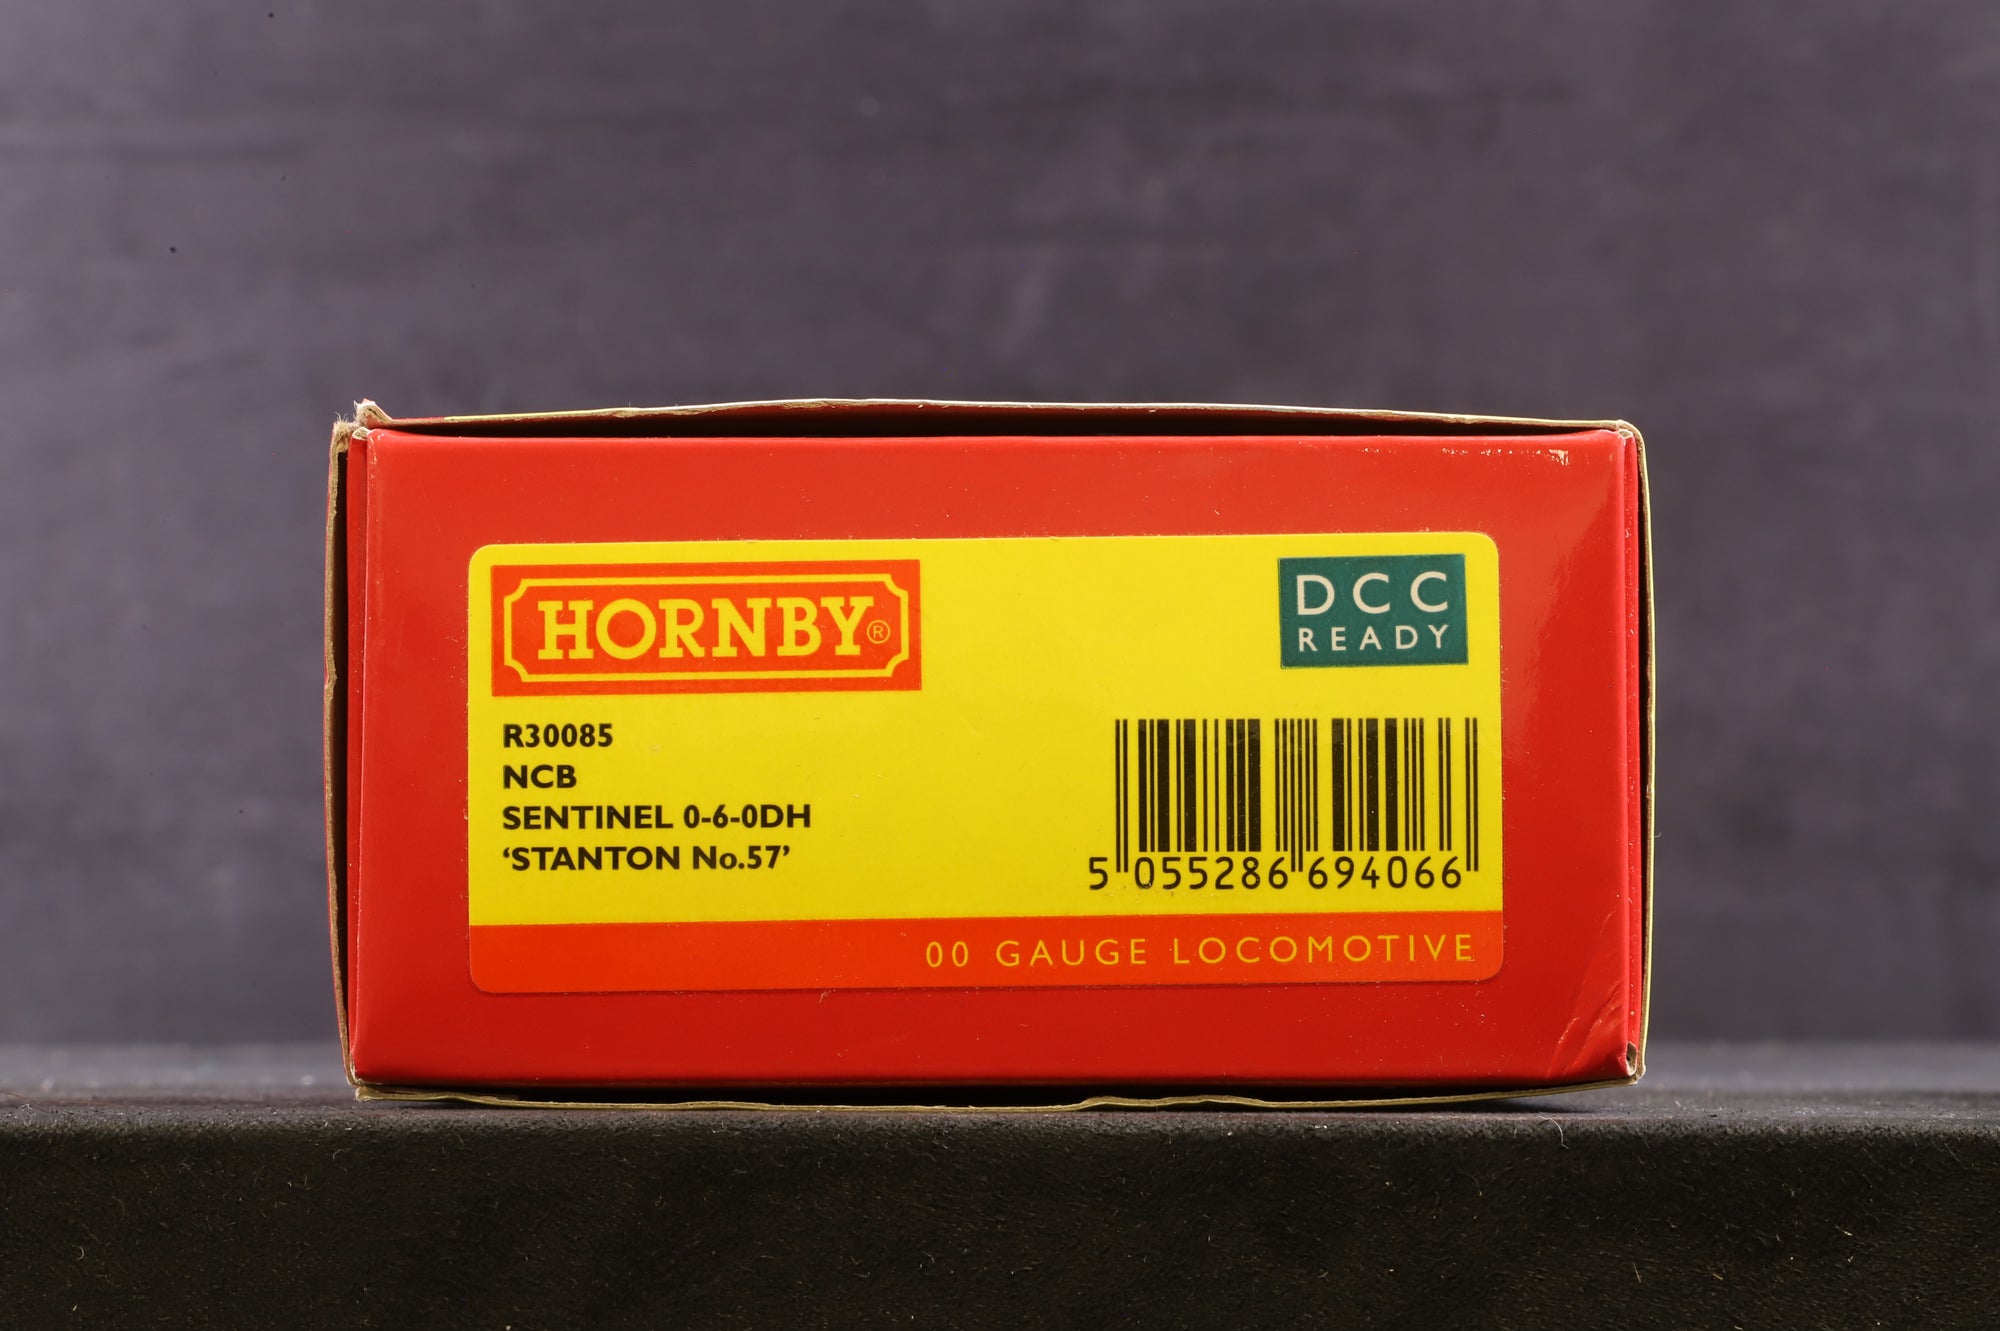 HORNBY®
DCC
READY
R30085
NCB
SENTINEL 0-6-0DH
‘STANTON No.57’
5 055286 694066
00 GAUGE LOCOMOTIVE